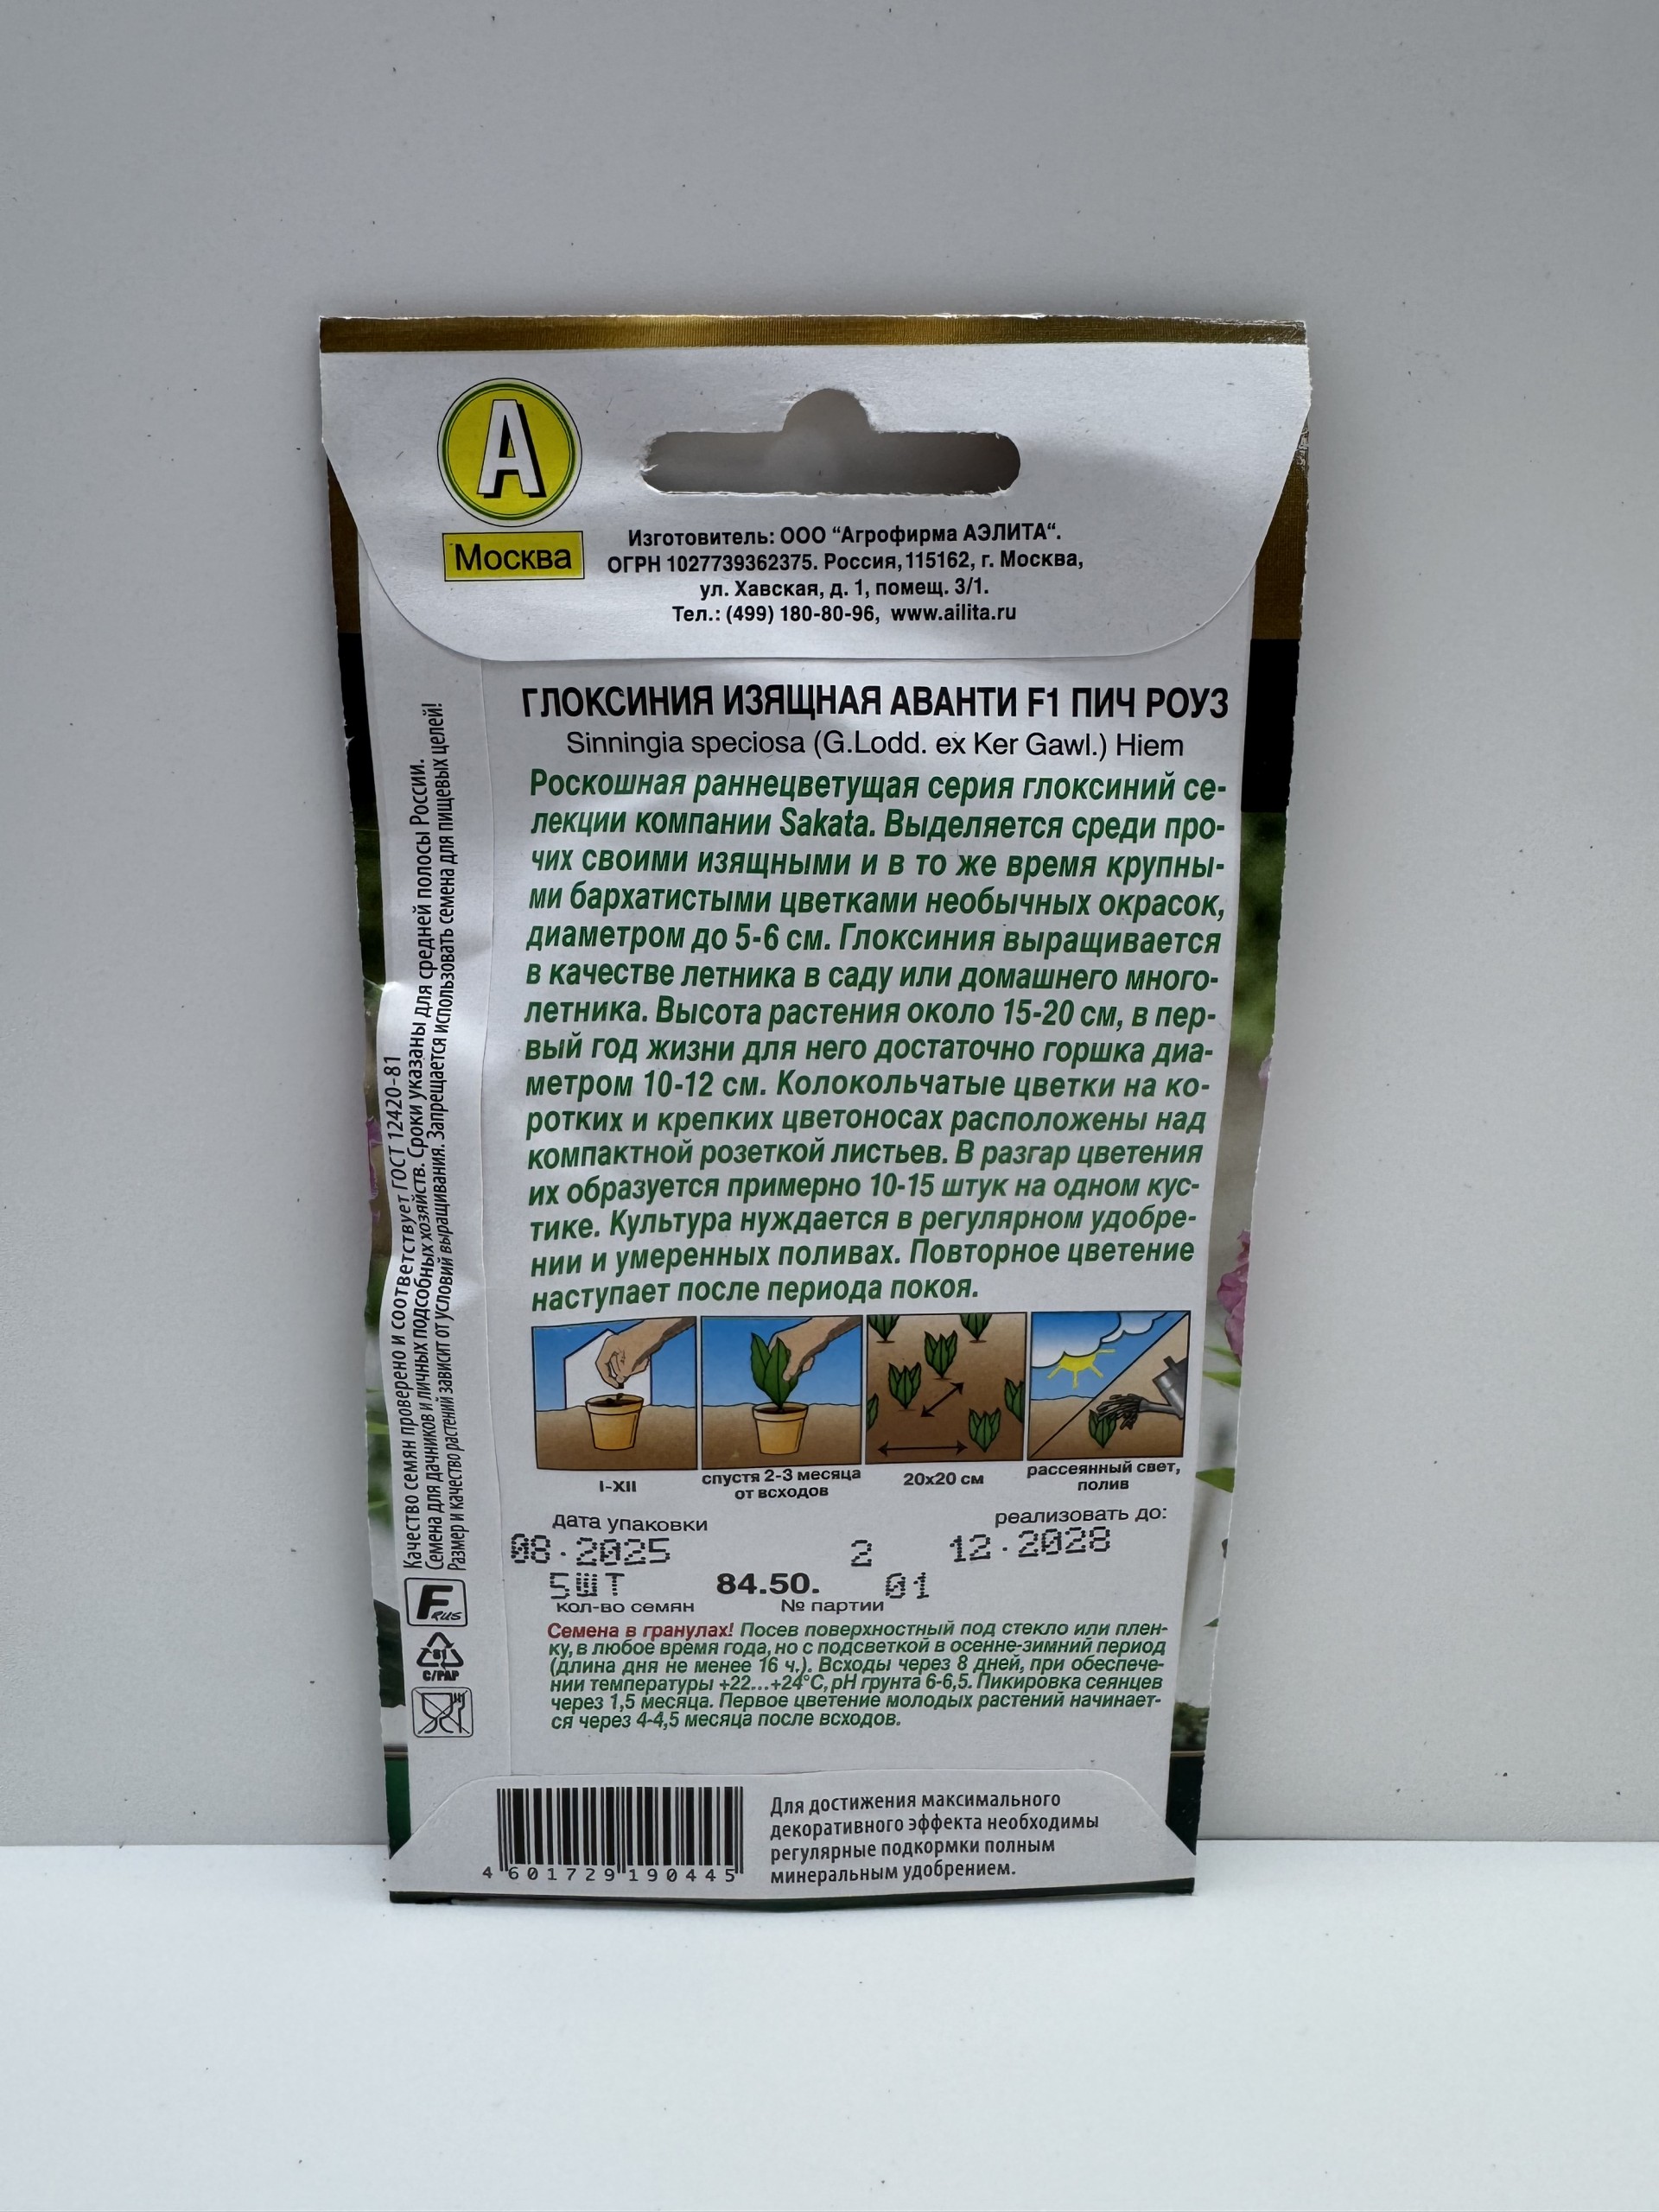 А
Москва
Изготовитель: ООО “Агрофирма АЭЛИТА“.
ОГРН 1027739362375. Россия, 115162, г. Москва,
ул. Хавская, д. 1, помещ. 3/1.
Тел.: (499) 180-80-96, www.ailita.ru
ГЛОКСИНИЯ ИЗЯЩНАЯ АВАНТИ F1 ПИЧ РОУЗ
Sinningia speciosa (G.Lodd. ex Ker Gawl.) Hiern
Роскошная раннецветущая серия глоксиний се-
лекции компании Sakata. Выделяется среди про-
чих своими изящными и в то же время крупны-
ми бархатистыми цветками необычных окрасок,
диаметром до 5-6 см. Глоксиния выращивается
в качестве летника в саду или домашнего много-
летника. Высота растения около 15-20 см, в пер-
вый год жизни для него достаточно горшка диа-
метром 10-12 см. Колокольчатые цветки на ко-
ротких и крепких цветоносах расположены над
компактной розеткой листьев. В разгар цветения
их образуется примерно 10-15 штук на одном кус-
тике. Культура нуждается в регулярном удобре-
нии и умеренных поливах. Повторное цветение
наступает после периода покоя.
I-XII
спустя 2-3 месяца
от всходов
20х20 см
рассеянный свет,
полив
дата упаковки
реализовать до:
08.2025 2 12.2028
5ШТ 84.50. 01
кол-во семян № партии
Семена в гранулах! Посев поверхностный под стекло или плен-
ку, в любое время года, но с подсветкой в осенне-зимний период
(длина дня не менее 16 ч.). Всходы через 8 дней, при обеспече-
нии температуры +22...+24°С, рН грунта 6-6,5. Пикировка сеянцев
через 1,5 месяца. Первое цветение молодых растений начинает-
ся через 4-4,5 месяца после всходов.
Качество семян проверено и соответствует ГОСТ 12420-81
Семена для дачников и личных подсобных хозяйств. Сроки указаны для средней полосы России.
Размер и качество растений зависит от условий выращивания. Запрещается использовать семена для пищевых целей!
F RUS
81
C/PAP
4 601729 190445
Для достижения максимального
декоративного эффекта необходимы
регулярные подкормки полным
минеральным удобрением.